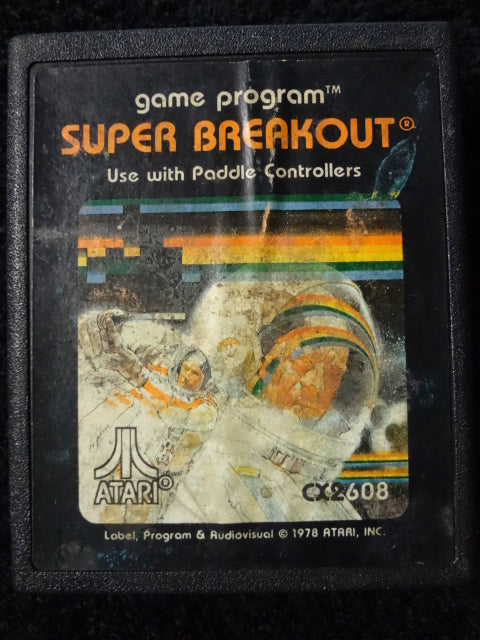 game program™
SUPER BREAKOUT®
Use with Paddle Controllers
ATARI®
CX2608
Label, Program & Audiovisual © 1978 ATARI, INC.